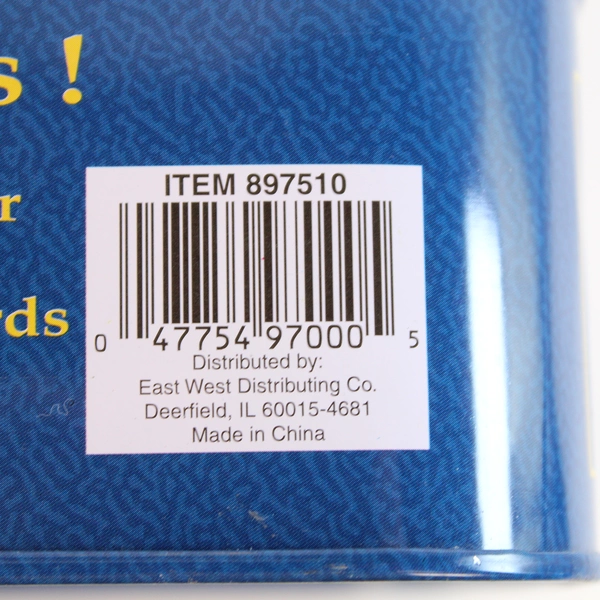 s !
r
rds
ITEM 897510
0 47754 97000 5
Distributed by:
East West Distributing Co.
Deerfield, IL 60015-4681
Made in China